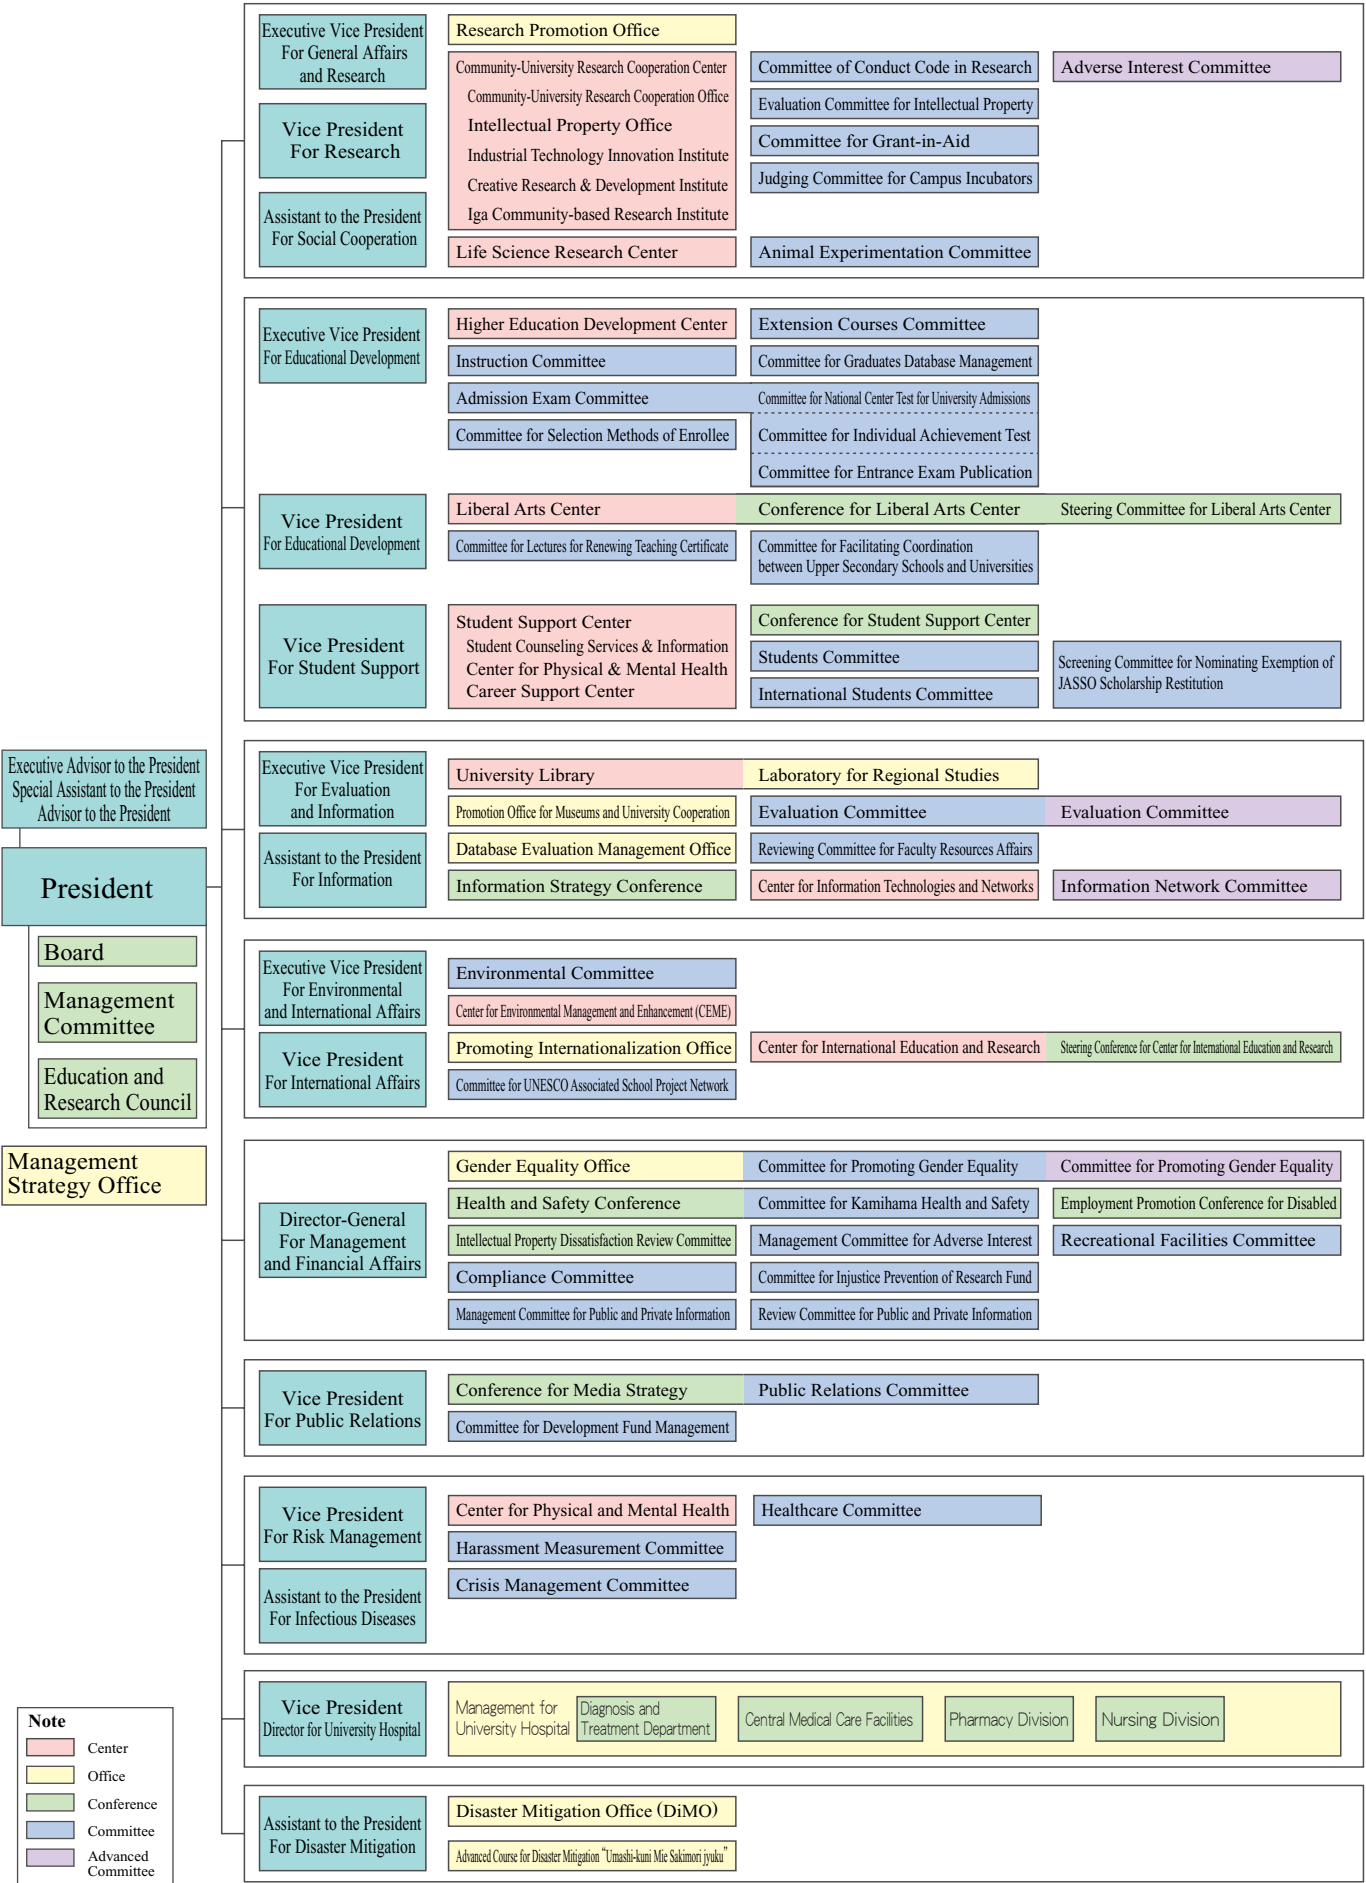 Executive Vice President
For General Affairs
and Research
Vice President
For Research
Assistant to the President
For Social Cooperation
Research Promotion Office
Community-University Research Cooperation Center
Community-University Research Cooperation Office
Intellectual Property Office
Industrial Technology Innovation Institute
Creative Research & Development Institute
Iga Community-based Research Institute
Life Science Research Center
Committee of Conduct Code in Research
Evaluation Committee for Intellectual Property
Committee for Grant-in-Aid
Judging Committee for Campus Incubators
Animal Experimentation Committee
Adverse Interest Committee
Executive Vice President
For Educational Development
Higher Education Development Center
Extension Courses Committee
Instruction Committee
Committee for Graduates Database Management
Admission Exam Committee
Committee for National Center Test for University Admissions
Committee for Selection Methods of Enrollee
Committee for Individual Achievement Test
Committee for Entrance Exam Publication
Vice President
For Educational Development
Liberal Arts Center
Conference for Liberal Arts Center
Steering Committee for Liberal Arts Center
Committee for Lectures for Renewing Teaching Certificate
Committee for Facilitating Coordination
between Upper Secondary Schools and Universities
Vice President
For Student Support
Student Support Center
Student Counseling Services & Information
Center for Physical & Mental Health
Career Support Center
Conference for Student Support Center
Students Committee
International Students Committee
Screening Committee for Nominating Exemption of
JASSO Scholarship Restitution
Executive Advisor to the President
Special Assistant to the President
Advisor to the President
President
Board
Management
Committee
Education and
Research Council
Management
Strategy Office
Executive Vice President
For Evaluation
and Information
Assistant to the President
For Information
University Library
Laboratory for Regional Studies
Promotion Office for Museums and University Cooperation
Evaluation Committee
Evaluation Committee
Database Evaluation Management Office
Reviewing Committee for Faculty Resources Affairs
Information Strategy Conference
Center for Information Technologies and Networks
Information Network Committee
Executive Vice President
For Environmental
and International Affairs
Vice President
For International Affairs
Environmental Committee
Center for Environmental Management and Enhancement (CEME)
Promoting Internationalization Office
Center for International Education and Research
Steering Conference for Center for International Education and Research
Committee for UNESCO Associated School Project Network
Director-General
For Management
and Financial Affairs
Gender Equality Office
Committee for Promoting Gender Equality
Committee for Promoting Gender Equality
Health and Safety Conference
Committee for Kamihama Health and Safety
Employment Promotion Conference for Disabled
Intellectual Property Dissatisfaction Review Committee
Management Committee for Adverse Interest
Recreational Facilities Committee
Compliance Committee
Committee for Injustice Prevention of Research Fund
Management Committee for Public and Private Information
Review Committee for Public and Private Information
Vice President
For Public Relations
Conference for Media Strategy
Public Relations Committee
Committee for Development Fund Management
Vice President
For Risk Management
Assistant to the President
For Infectious Diseases
Center for Physical and Mental Health
Healthcare Committee
Harassment Measurement Committee
Crisis Management Committee
Vice President
Director for University Hospital
Management for
University Hospital
Diagnosis and
Treatment Department
Central Medical Care Facilities
Pharmacy Division
Nursing Division
Assistant to the President
For Disaster Mitigation
Disaster Mitigation Office (DiMO)
Advanced Course for Disaster Mitigation "Umashi-kuni Mie Sakimori jyuku"
Note
Center
Office
Conference
Committee
Advanced
Committee